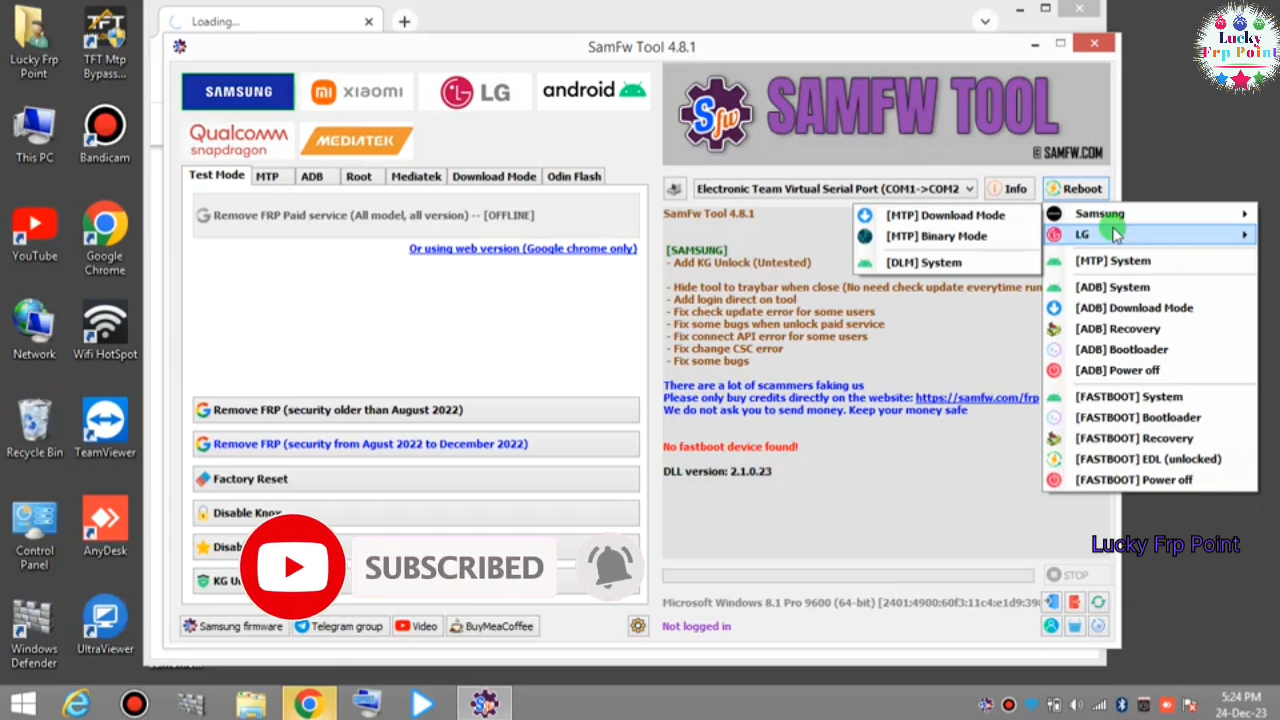 Lucky Frp Point
TFT Mtp Bypass...
This PC
Bandicam
YouTube
Google Chrome
Network
Wifi HotSpot
Recycle Bin
TeamViewer
Control Panel
AnyDesk
Windows Defender
UltraViewer
Loading...
SamFw Tool 4.8.1
SAMSUNG
xiaomi
LG
android
Qualcomm snapdragon
MEDIATEK
Test Mode
MTP
ADB
Root
Mediatek
Download Mode
Odin Flash
Remove FRP Paid service (All model, all version) -- [OFFLINE]
Or using web version (Google chrome only)
Remove FRP (security older than August 2022)
Remove FRP (security from Agust 2022 to December 2022)
Factory Reset
Disable Knox
Samsung firmware
Telegram group
Video
BuyMeaCoffee
SUBSCRIBED
Sfw
SAMFW TOOL
© SAMFW.COM
Electronic Team Virtual Serial Port (COM1->COM2
Info
Reboot
SamFw Tool 4.8.1
[SAMSUNG]
- Add KG Unlock (Untested)
- Hide tool to traybar when close (No need check update everytime run
- Add login direct on tool
- Fix check update error for some users
- Fix some bugs when unlock paid service
- Fix connect API error for some users
- Fix change CSC error
- Fix some bugs
There are a lot of scammers faking us
Please only buy credits directly on the website: https://samfw.com/frp
We do not ask you to send money. Keep your money safe
No fastboot device found!
DLL version: 2.1.0.23
[MTP] Download Mode
[MTP] Binary Mode
[DLM] System
Samsung
LG
[MTP] System
[ADB] System
[ADB] Download Mode
[ADB] Recovery
[ADB] Bootloader
[ADB] Power off
[FASTBOOT] System
[FASTBOOT] Bootloader
[FASTBOOT] Recovery
[FASTBOOT] EDL (unlocked)
[FASTBOOT] Power off
STOP
Microsoft Windows 8.1 Pro 9600 (64-bit) [2401:4900:60f3:11c4:e1d9:39
Not logged in
Lucky Frp Point
Lucky Frp Point
5:24 PM
24-Dec-23